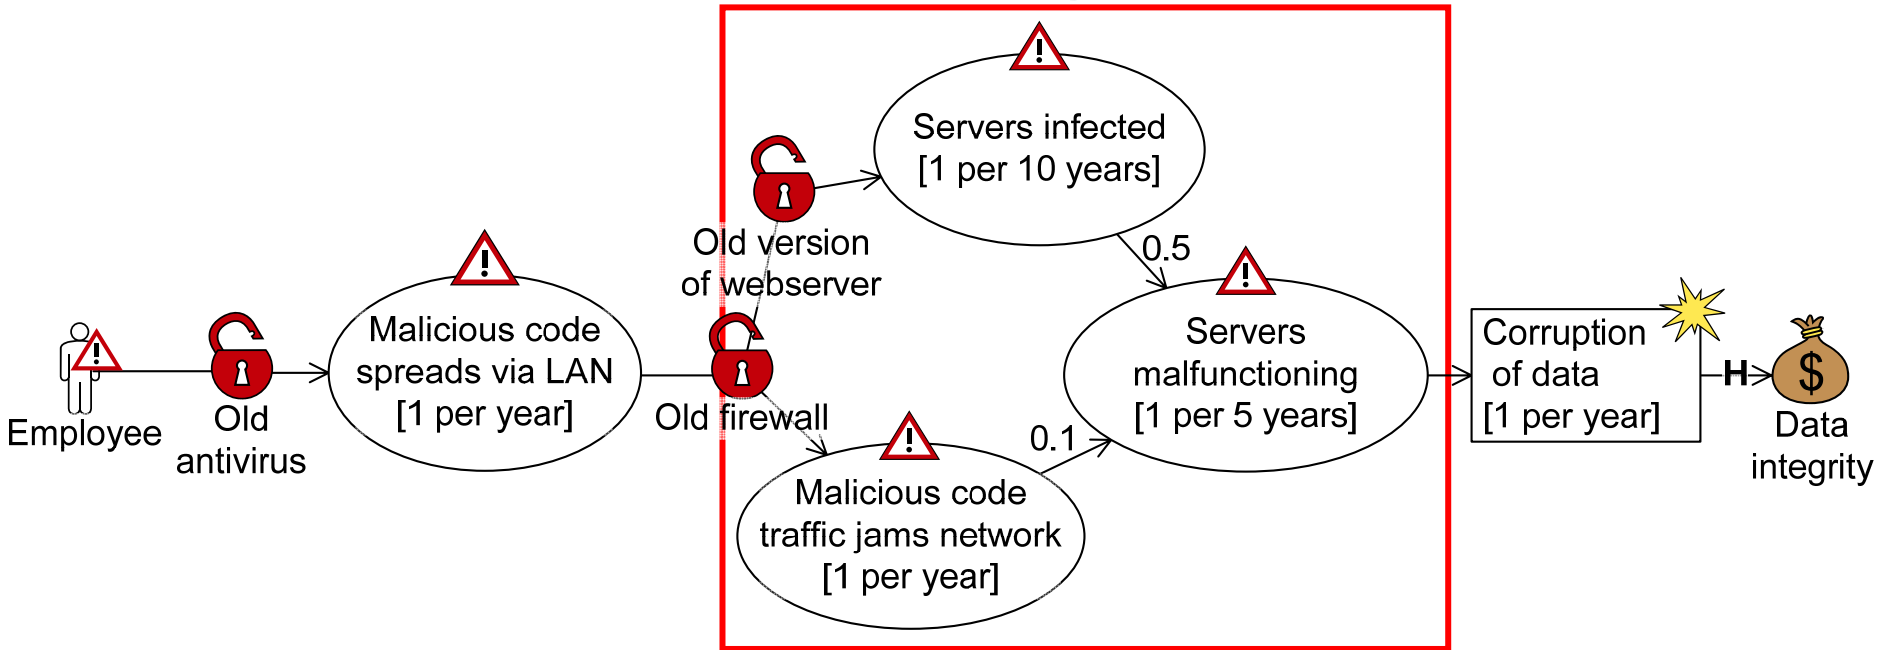 Employee
Old
antivirus
Malicious code
spreads via LAN
[1 per year]
Old version
of webserver
Old firewall
Servers infected
[1 per 10 years]
0.5
Malicious code
traffic jams network
[1 per year]
0.1
Servers
malfunctioning
[1 per 5 years]
Corruption
of data
[1 per year]
H
$
Data
integrity